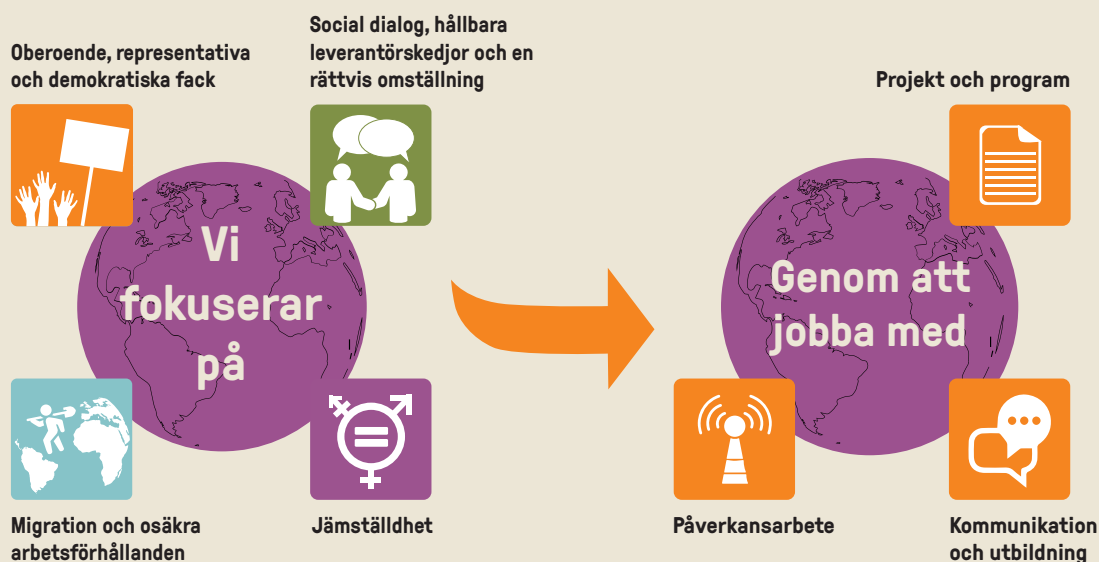 Oberoende, representativa
och demokratiska fack
Social dialog, hållbara
leverantörskedjor och en
rättvis omställning
Vi
fokuserar
på
Migration och osäkra
arbetsförhållanden
Jämställdhet
Projekt och program
Genom att
jobba med
Påverkansarbete
Kommunikation
och utbildning